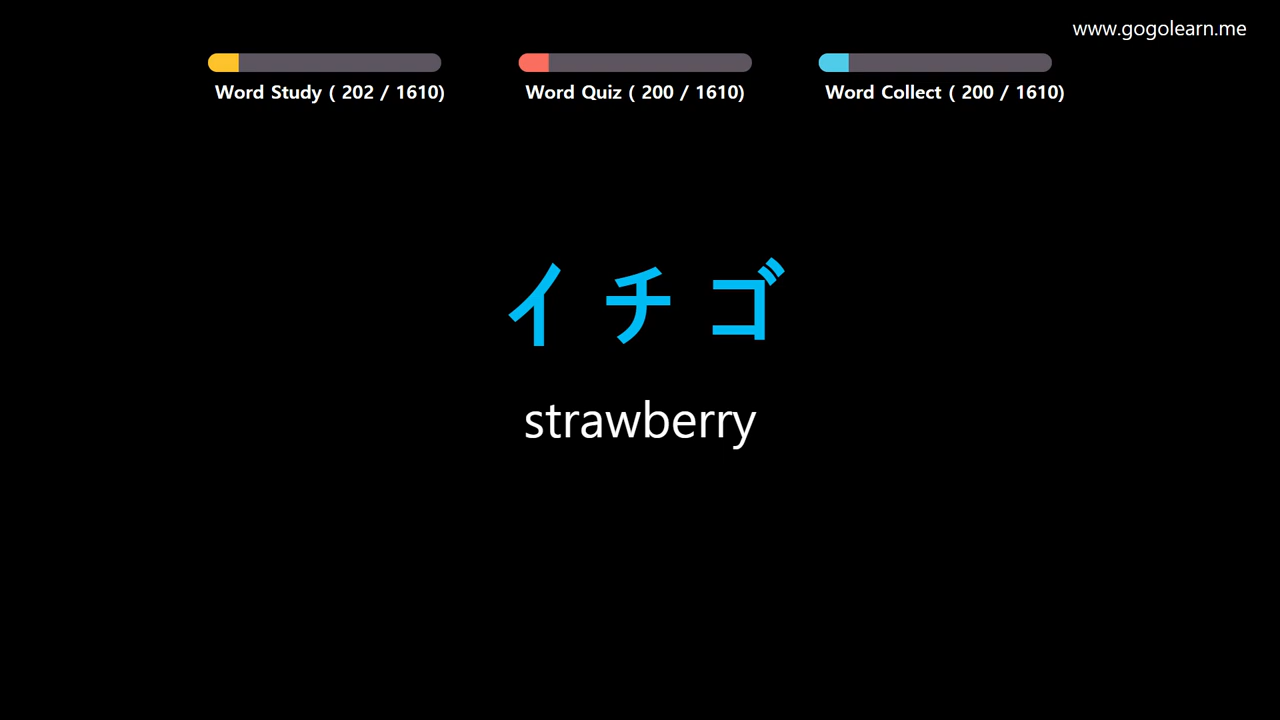 www.gogolearn.me
Word Study ( 202 / 1610)
Word Quiz ( 200 / 1610)
Word Collect ( 200 / 1610)
イチゴ
strawberry